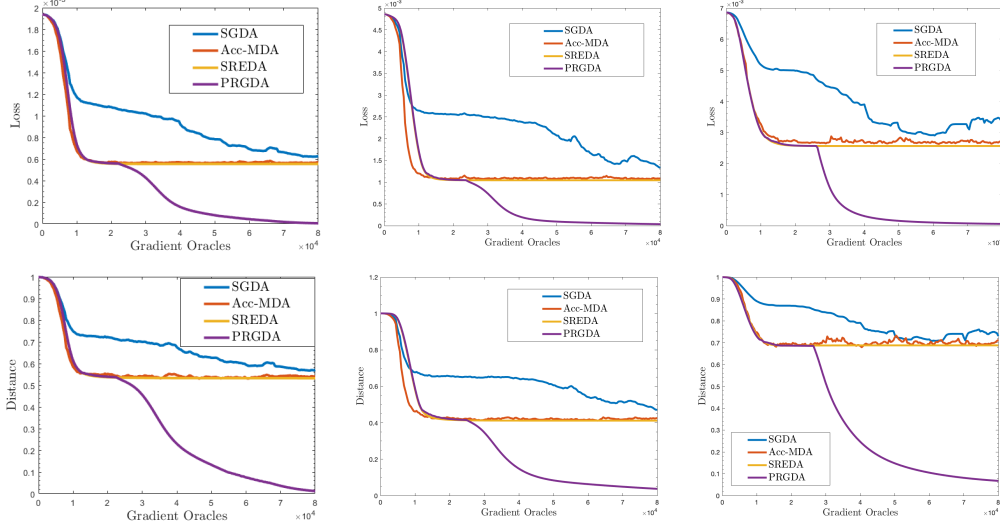 2
1.8
1.6
1.4
1.2
1
0.8
0.6
0.4
0.2
0
Loss
SGDA
Acc-MDA
SREDA
PRGDA
0 1 2 3 4 5 6 7 8
Gradient Oracles
×10⁴
5
4.5
4
3.5
3
2.5
2
1.5
1
0.5
0
×10⁻³
Loss
SGDA
Acc-MDA
SREDA
PRGDA
0 1 2 3 4 5 6 7 8
Gradient Oracles
×10⁴
7
6
5
4
3
2
1
0
×10⁻³
Loss
SGDA
Acc-MDA
SREDA
PRGDA
0 1 2 3 4 5 6 7 8
Gradient Oracles
1
0.9
0.8
0.7
0.6
0.5
0.4
0.3
0.2
0.1
0
Distance
SGDA
Acc-MDA
SREDA
PRGDA
0 1 2 3 4 5 6 7 8
Gradient Oracles
×10⁴
1.2
1
0.8
0.6
0.4
0.2
0
Distance
SGDA
Acc-MDA
SREDA
PRGDA
0 1 2 3 4 5 6 7 8
Gradient Oracles
×10⁴
1
0.9
0.8
0.7
0.6
0.5
0.4
0.3
0.2
0.1
0
Distance
SGDA
Acc-MDA
SREDA
PRGDA
0 1 2 3 4 5 6 7 8
Gradient Oracles
×10⁴